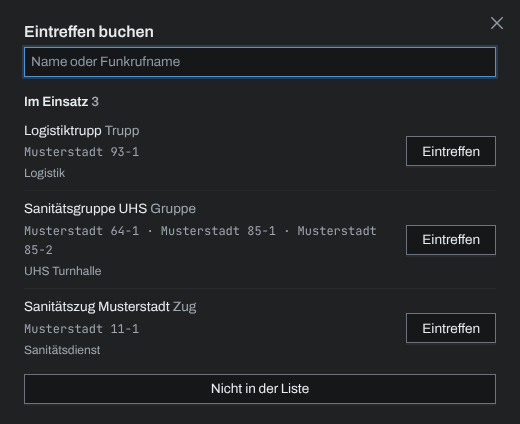 Eintreffen buchen
Name oder Funkrufname
Im Einsatz 3
Logistiktrupp Trupp
Musterstadt 93-1
Logistik
Eintreffen
Sanitätsgruppe UHS Gruppe
Musterstadt 64-1 · Musterstadt 85-1 · Musterstadt
85-2
UHS Turnhalle
Eintreffen
Sanitätszug Musterstadt Zug
Musterstadt 11-1
Sanitätsdienst
Eintreffen
Nicht in der Liste